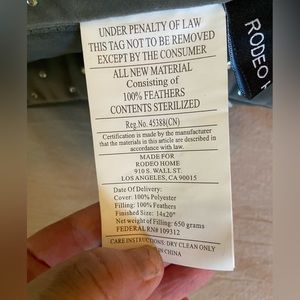 UNDER PENALTY OF LAW
THIS TAG NOT TO BE REMOVED
EXCEPT BY THE CONSUMER
ALL NEW MATERIAL
Consisting of
100% FEATHERS
CONTENTS STERILIZED
Reg.No. 45388(CN)
Certification is made by the manufacturer
that the materials in this article are described in
accordance with law.
MADE FOR
RODEO HOME
910 S. WALL ST.
LOS ANGELES, CA 90015
Date Of Delivery:
Cover: 100% Polyester
Filling: 100% Feathers
Finished Size: 14x20"
Net weight of Filling: 650 grams
FEDERAL RN# 109312
CARE INSTRUCTIONS: DRY CLEAN ONLY
IN CHINA
RODEO